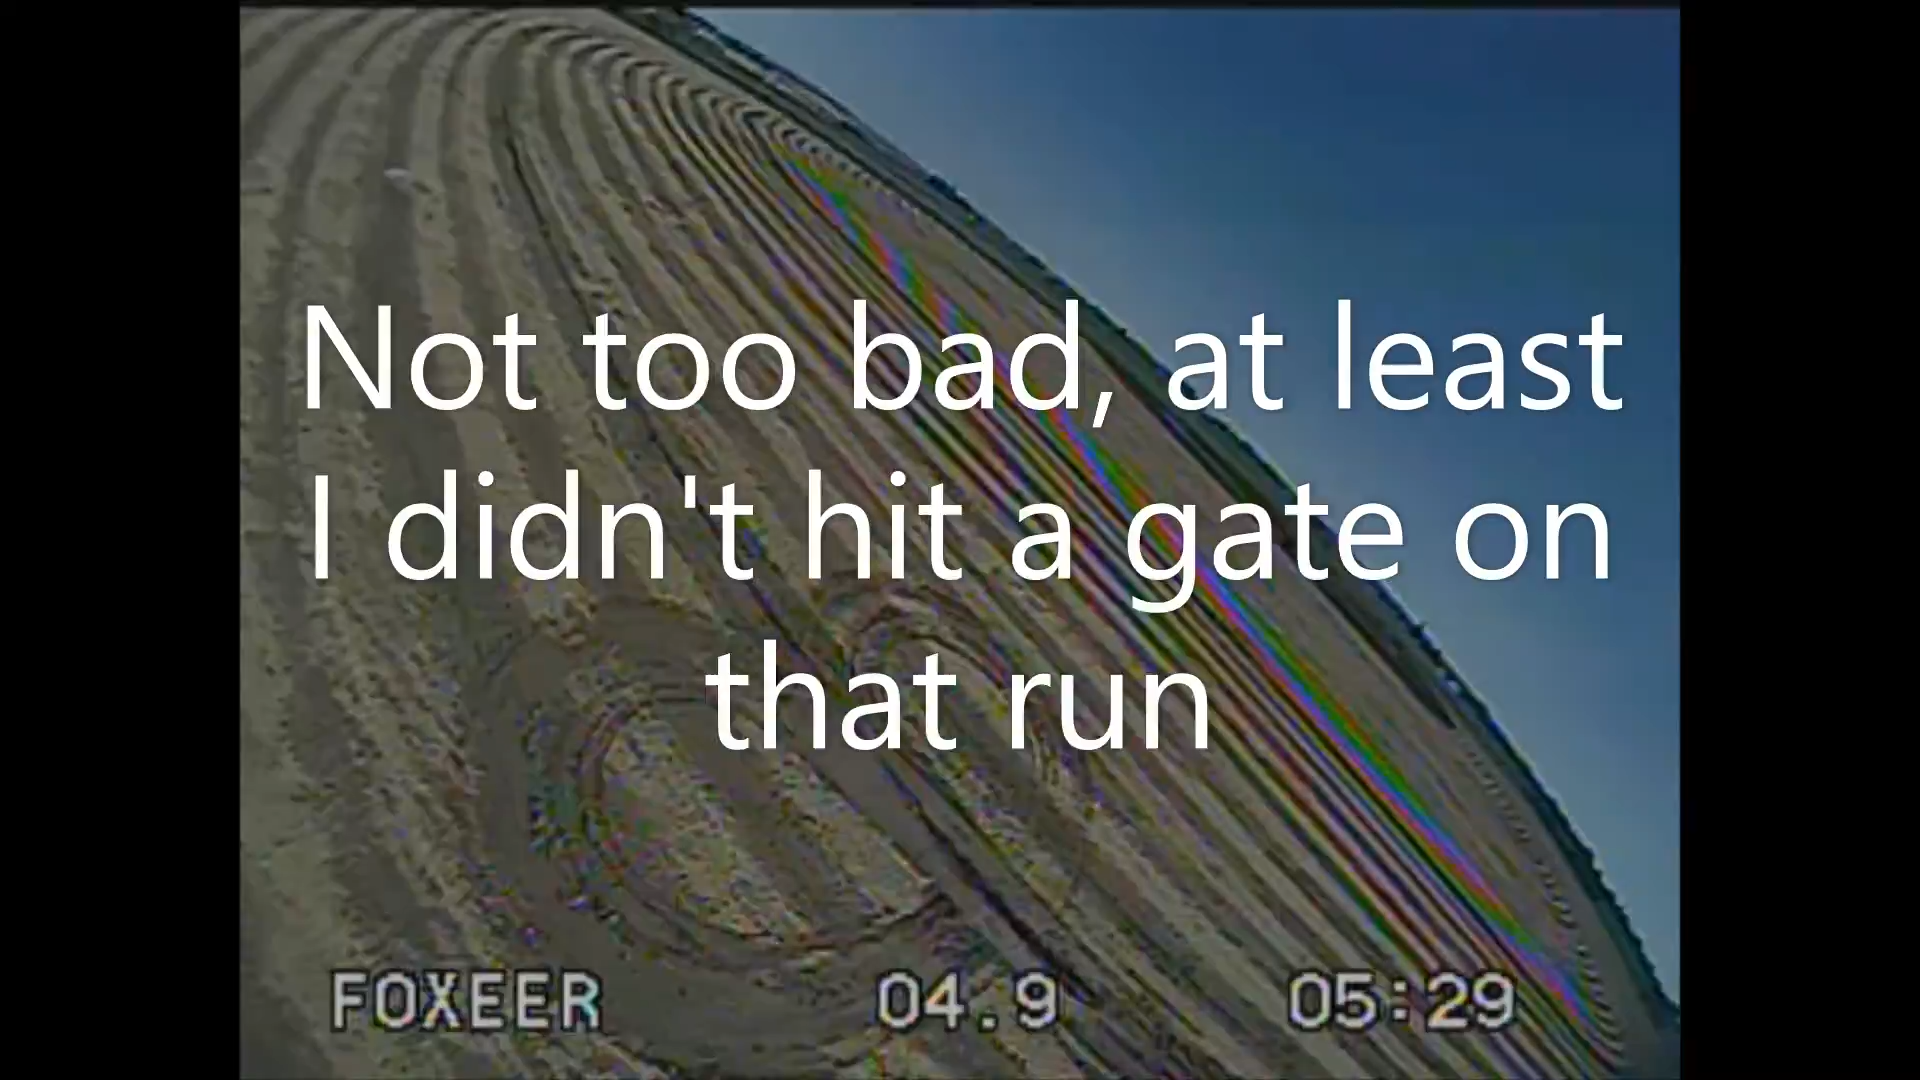 Not too bad, at least
I didn't hit a gate on
that run
FOXEER 04.9 05:29